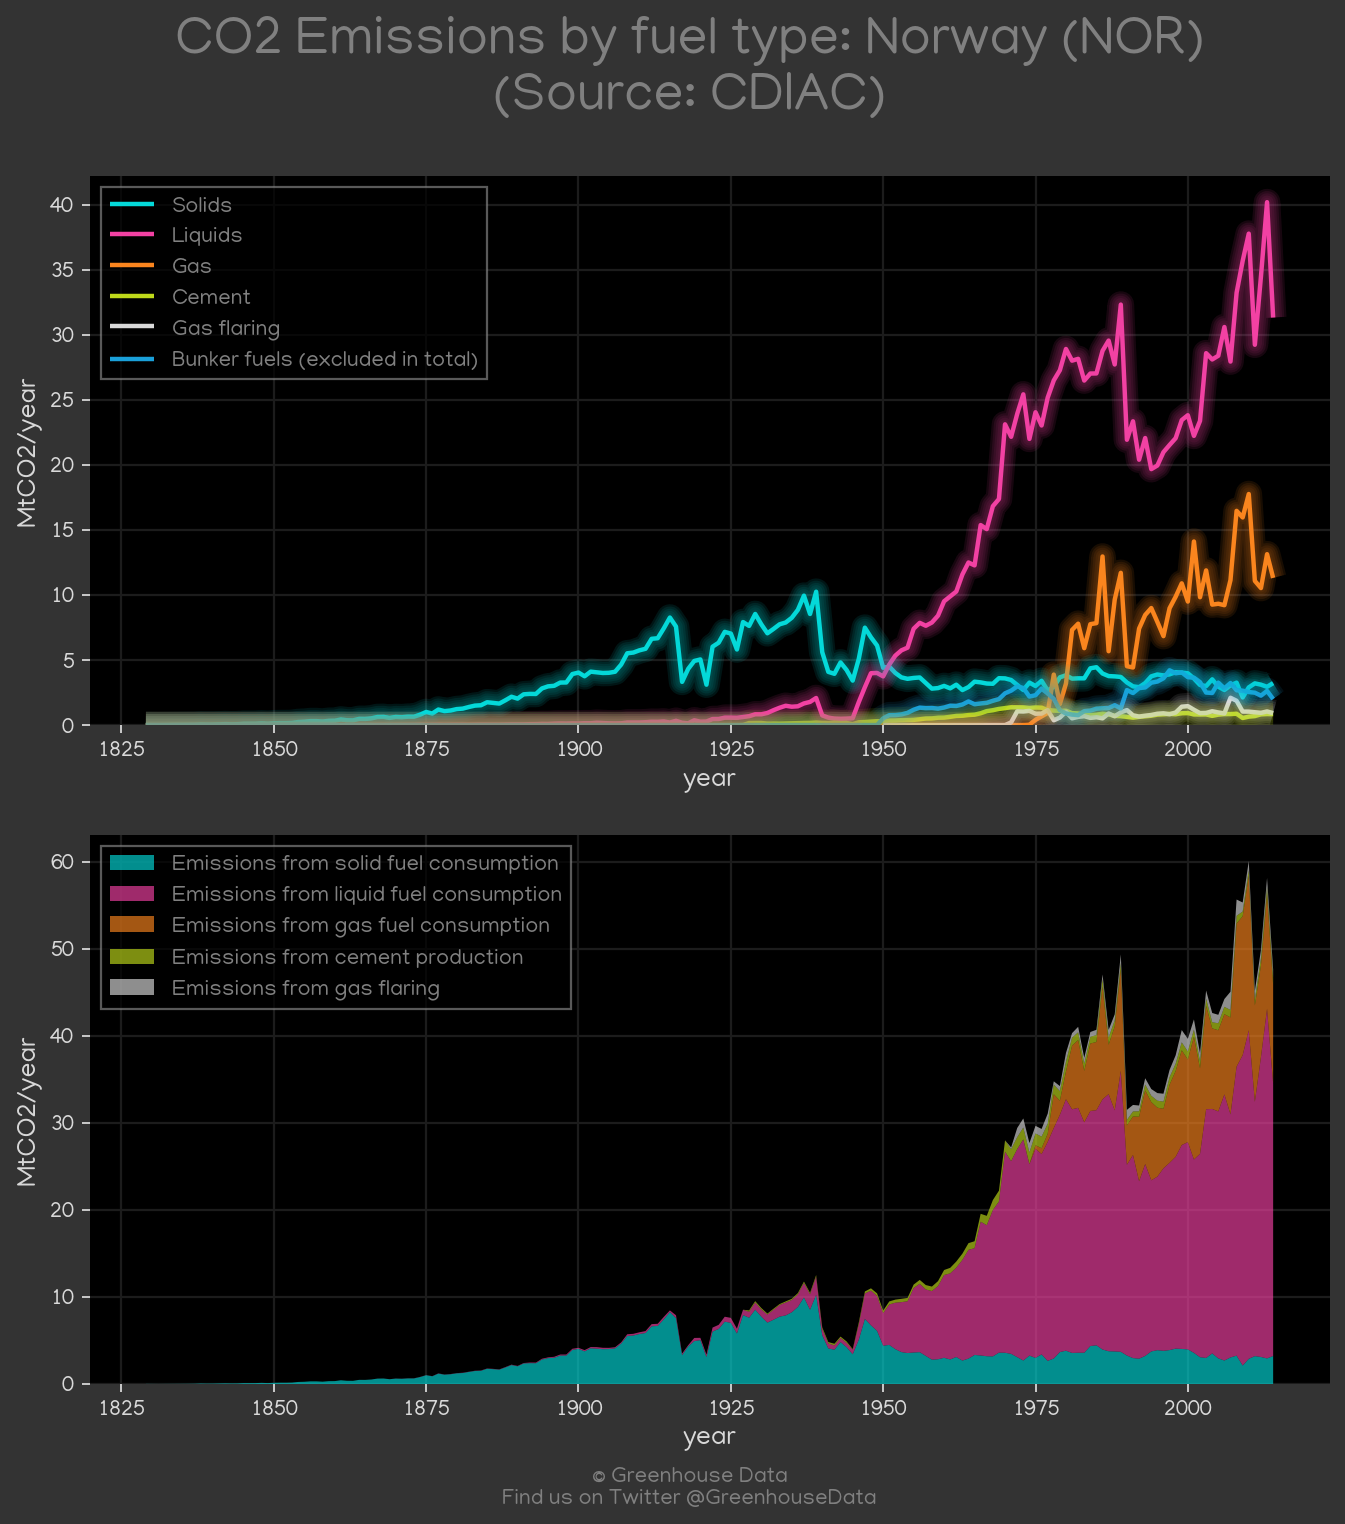 CO2 Emissions by fuel type: Norway (NOR)
(Source: CDIAC)
Solids
Liquids
Gas
Cement
Gas flaring
Bunker fuels (excluded in total)
MtCO2/year
40
35
30
25
20
15
10
5
0
1825 1850 1875 1900 1925 1950 1975 2000
year
Emissions from solid fuel consumption
Emissions from liquid fuel consumption
Emissions from gas fuel consumption
Emissions from cement production
Emissions from gas flaring
MtCO2/year
60
50
40
30
20
10
0
1825 1850 1875 1900 1925 1950 1975 2000
year
© Greenhouse Data
Find us on Twitter @GreenhouseData